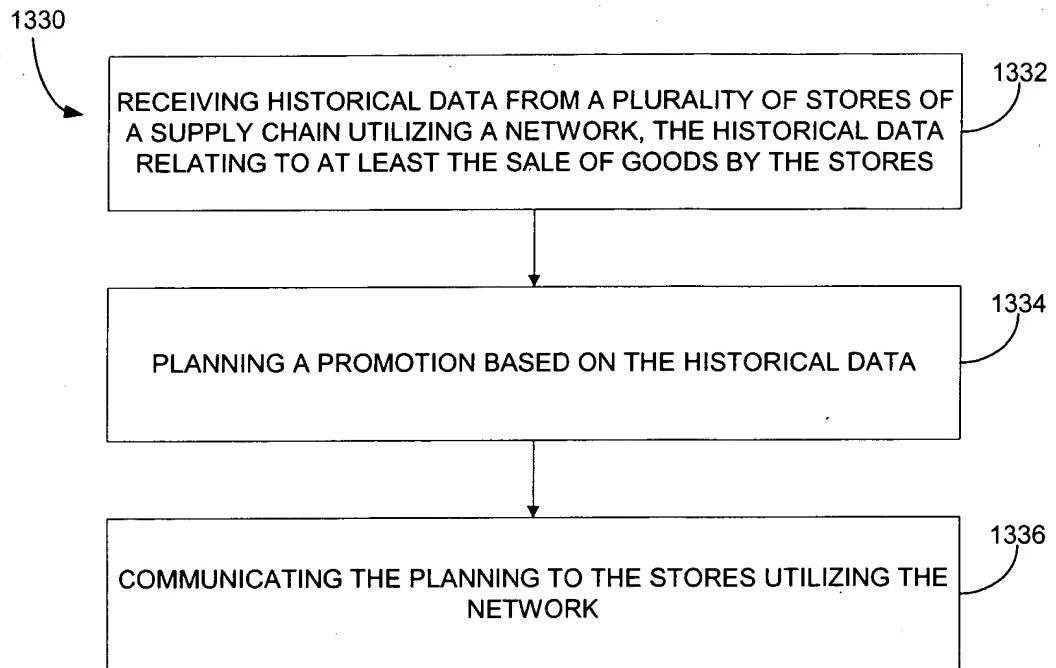 1330
1332
RECEIVING HISTORICAL DATA FROM A PLURALITY OF STORES OF
A SUPPLY CHAIN UTILIZING A NETWORK, THE HISTORICAL DATA
RELATING TO AT LEAST THE SALE OF GOODS BY THE STORES
1334
PLANNING A PROMOTION BASED ON THE HISTORICAL DATA
1336
COMMUNICATING THE PLANNING TO THE STORES UTILIZING THE
NETWORK